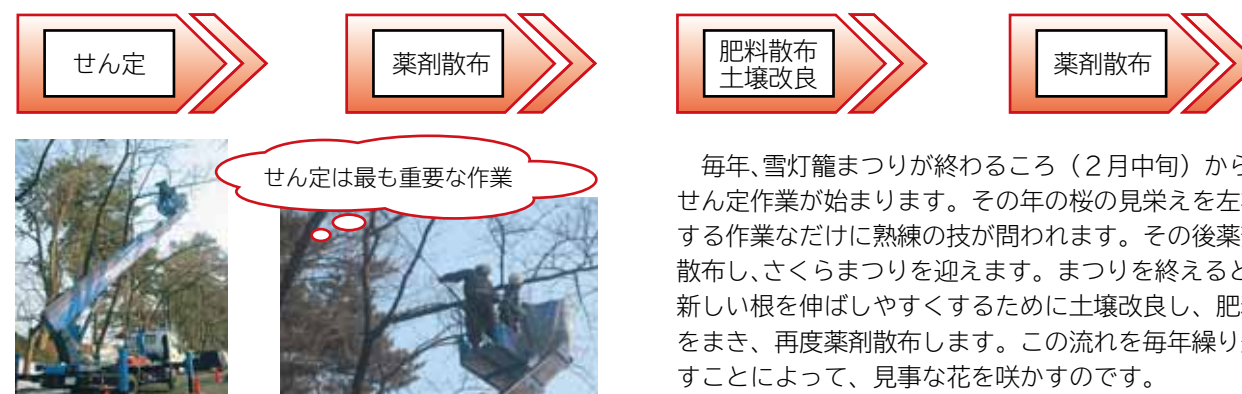 せん定
薬剤散布
肥料散布
土壌改良
薬剤散布
せん定は最も重要な作業
毎年、雪灯籠まつりが終わるころ（２月中旬）から
せん定作業が始まります。その年の桜の見栄えを左
する作業なだけに熟練の技が問われます。その後薬
散布し、さくらまつりを迎えます。まつりを終えると
新しい根を伸ばしやすくするために土壌改良し、肥
をまき、再度薬剤散布します。この流れを毎年繰り
すことによって、見事な花を咲かすのです。